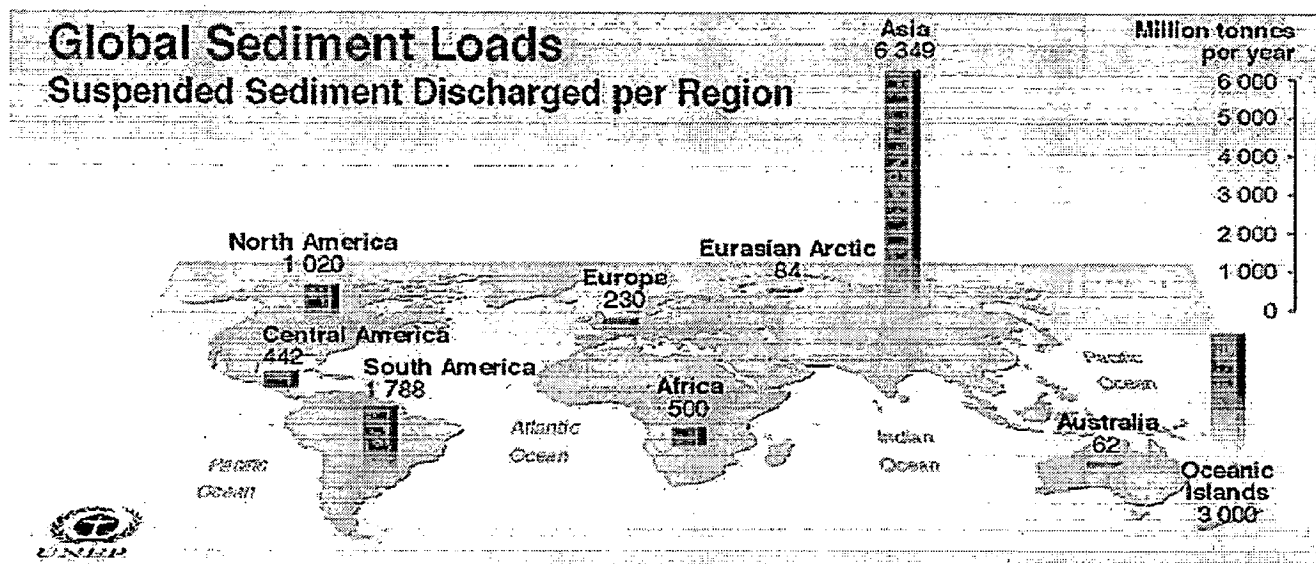 Global Sediment Loads
Suspended Sediment Discharged per Region
Asia
6 349
Million tonnes
per year
6 000
5 000
4 000
3 000
2 000
1 000
0
North America
1 020
Europe
230
Eurasian Arctic
84
Central America
442
South America
1 788
Africa
500
Pacific
Ocean
Atlantic
Ocean
Indian
Ocean
Pacific
Ocean
Australia
62
Oceanic
Islands
3 000
UNEP